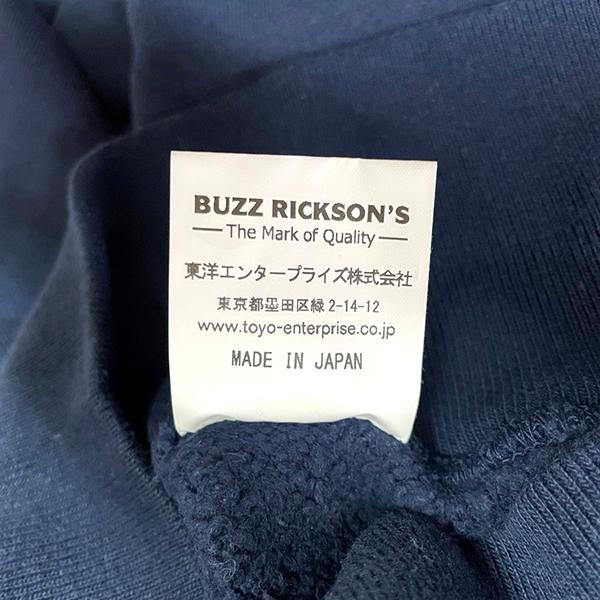 BUZZ RICKSON'S
The Mark of Quality
東洋エンタープライズ株式会社
東京都墨田区緑 2-14-12
www.toyo-enterprise.co.jp
MADE IN JAPAN